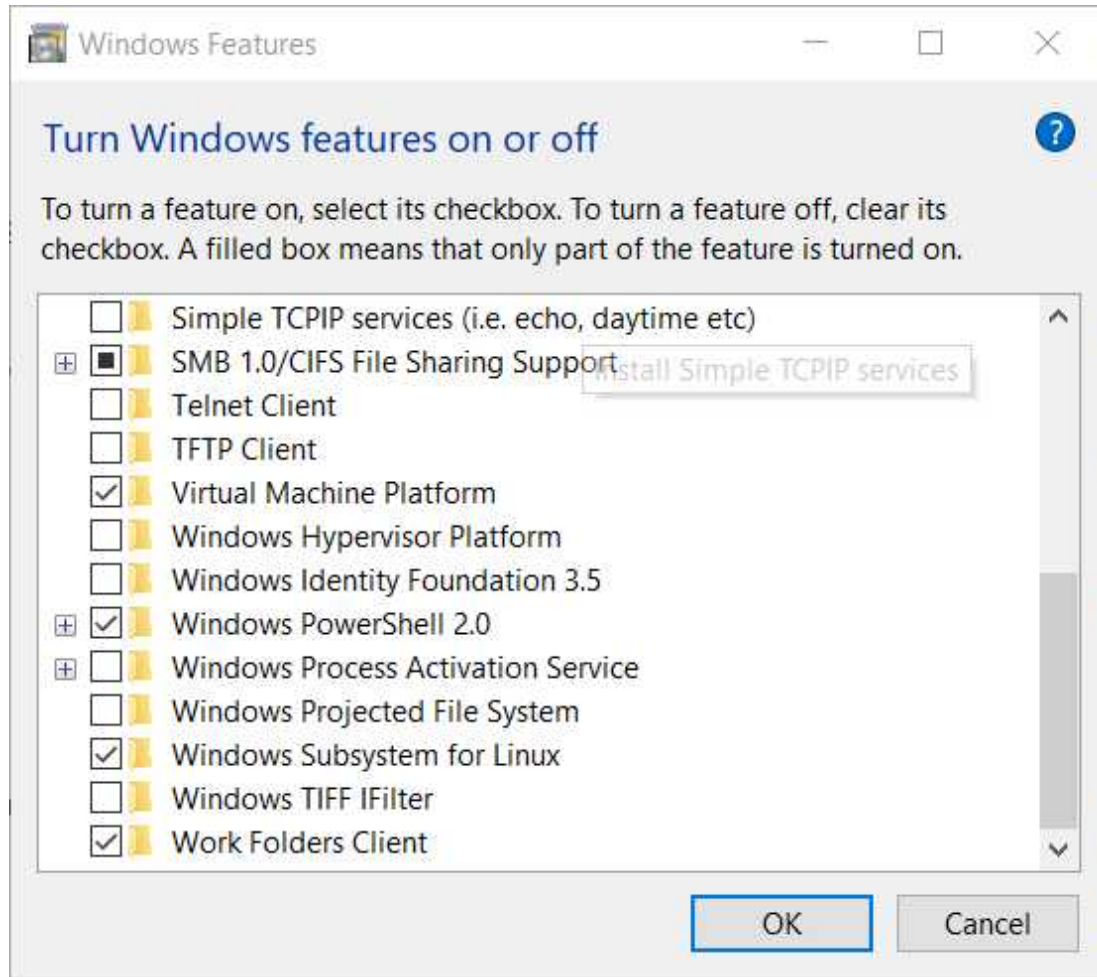 Windows Features
Turn Windows features on or off
?
To turn a feature on, select its checkbox. To turn a feature off, clear its
checkbox. A filled box means that only part of the feature is turned on.
Simple TCPIP services (i.e. echo, daytime etc)
SMB 1.0/CIFS File Sharing Support
Install Simple TCPIP services
Telnet Client
TFTP Client
Virtual Machine Platform
Windows Hypervisor Platform
Windows Identity Foundation 3.5
Windows PowerShell 2.0
Windows Process Activation Service
Windows Projected File System
Windows Subsystem for Linux
Windows TIFF IFilter
Work Folders Client
OK
Cancel